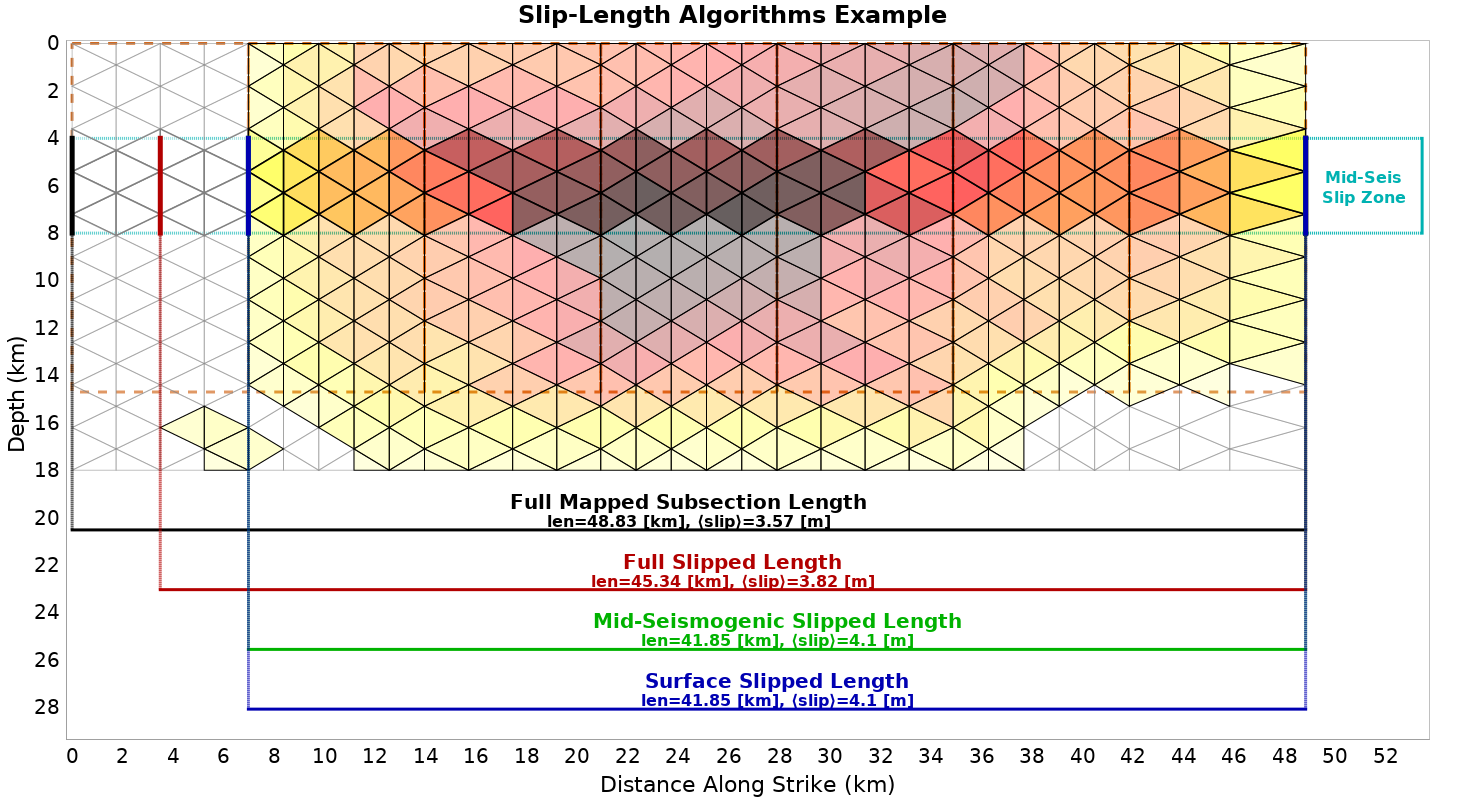 Slip-Length Algorithms Example
0
2
4
6
8
10
12
14
16
18
20
22
24
26
28
Depth (km)
Mid-Seis
Slip Zone
Full Mapped Subsection Length
len=48.83 [km], ⟨slip⟩=3.57 [m]
Full Slipped Length
len=45.34 [km], ⟨slip⟩=3.82 [m]
Mid-Seismogenic Slipped Length
len=41.85 [km], ⟨slip⟩=4.1 [m]
Surface Slipped Length
len=41.85 [km], ⟨slip⟩=4.1 [m]
0 2 4 6 8 10 12 14 16 18 20 22 24 26 28 30 32 34 36 38 40 42 44 46 48 50 52
Distance Along Strike (km)